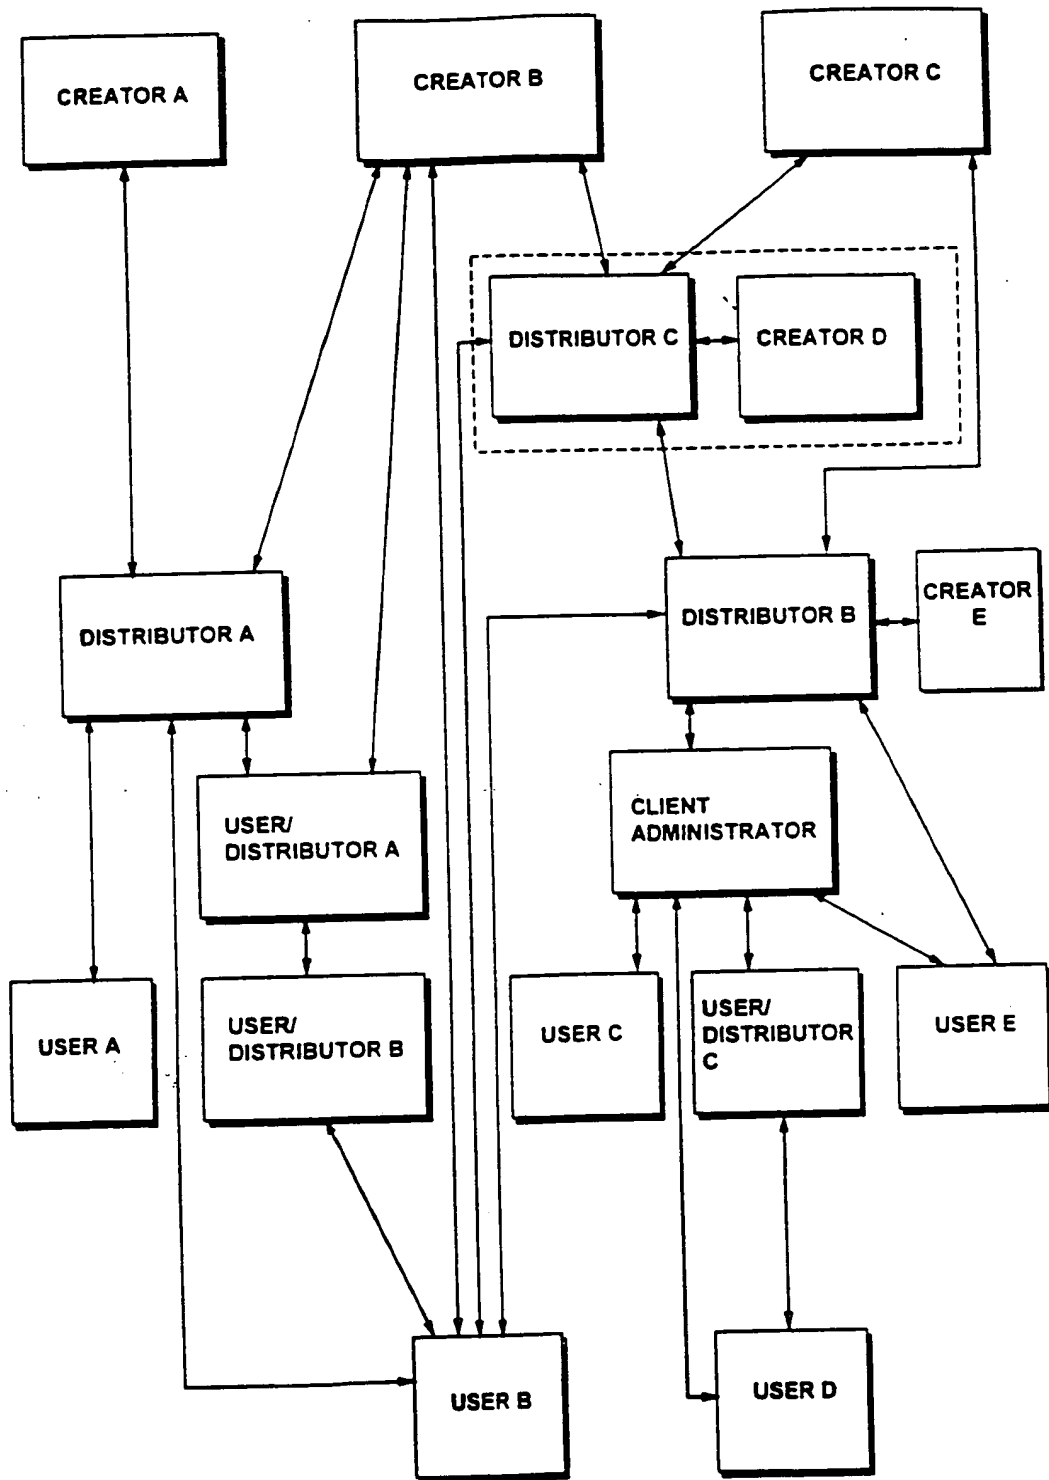 CREATOR A
CREATOR B
CREATOR C
DISTRIBUTOR C
CREATOR D
DISTRIBUTOR A
DISTRIBUTOR B
CREATOR
E
USER/
DISTRIBUTOR A
CLIENT
ADMINISTRATOR
USER A
USER/
DISTRIBUTOR B
USER C
USER/
DISTRIBUTOR
C
USER E
USER B
USER D